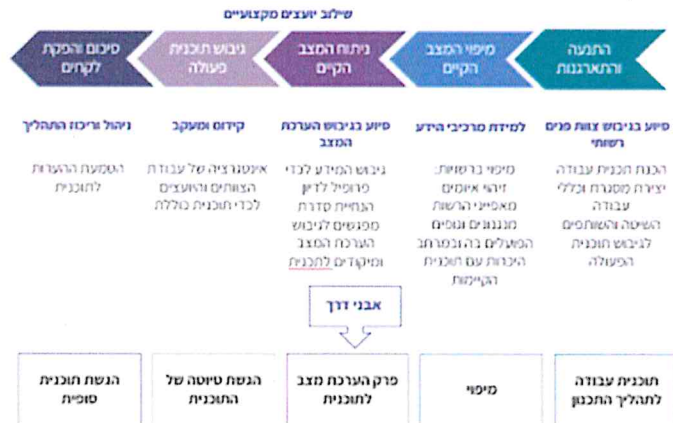 שילוב יועצים מקצועיים
התנעה
והתארגנות
מיפוי המצב
הקיים
ניתוח המצב
הקיים
גיבוש תוכנית
פעולה
סיכום והפקת
לקחים
סיוע בגיבוש צוות פנים
רשותי
הכנת תכנית עבודה
יצירת מסגרת וכללי
עבודה
השיטה והשותפים
לגיבוש תוכנית
הפעולה
למידת מרכיבי הידע
מיפוי ברשויות:
זיהוי איומים
מאפייני הרשות
מנגנונים וגופים
הפועלים בה ובמרחב
היכרות עם תוכנית
הקיימות
סיוע בגיבוש הערכת
המצב
גיבוש המידע לכדי
פרופיל לדיון
הנחיית סדרת
מפגשים לגיבוש
הערכת המצב
ומיקודים לתכנית
קידום ומעקב
אינטגרציה של עבודת
הצוותים והיועצים
לכדי תוכנית כוללת
ניהול וריכוז התהליך
הטמעת ההערות
לתוכנית
אבני דרך
תוכנית עבודה
לתהליך התכנון
מיפוי
פרק הערכת מצב
לתוכנית
הגשת טיוטה של
התוכנית
הגשת תוכנית
סופית